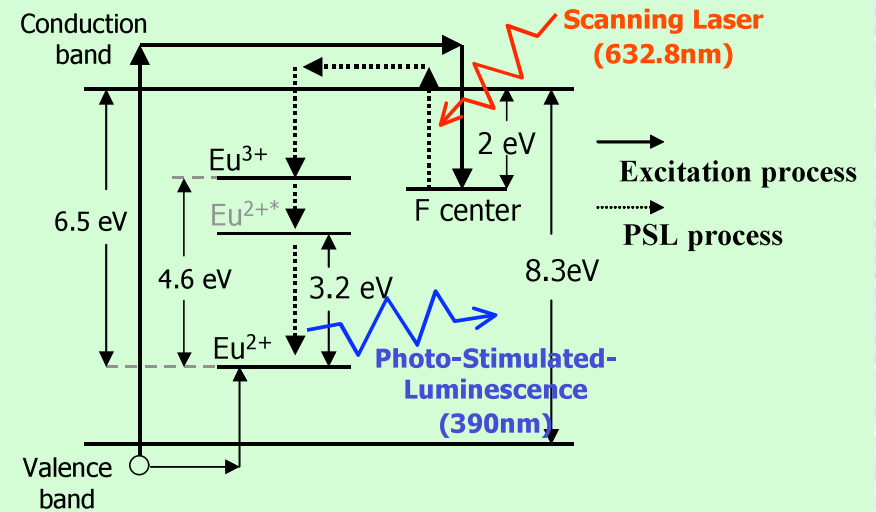 Conduction
band
Scanning Laser
(632.8nm)
2 eV
Eu3+
Excitation process
Eu2+*
F center
6.5 eV
PSL process
4.6 eV
3.2 eV
8.3eV
Eu2+
Photo-Stimulated-
Luminescence
(390nm)
Valence
band